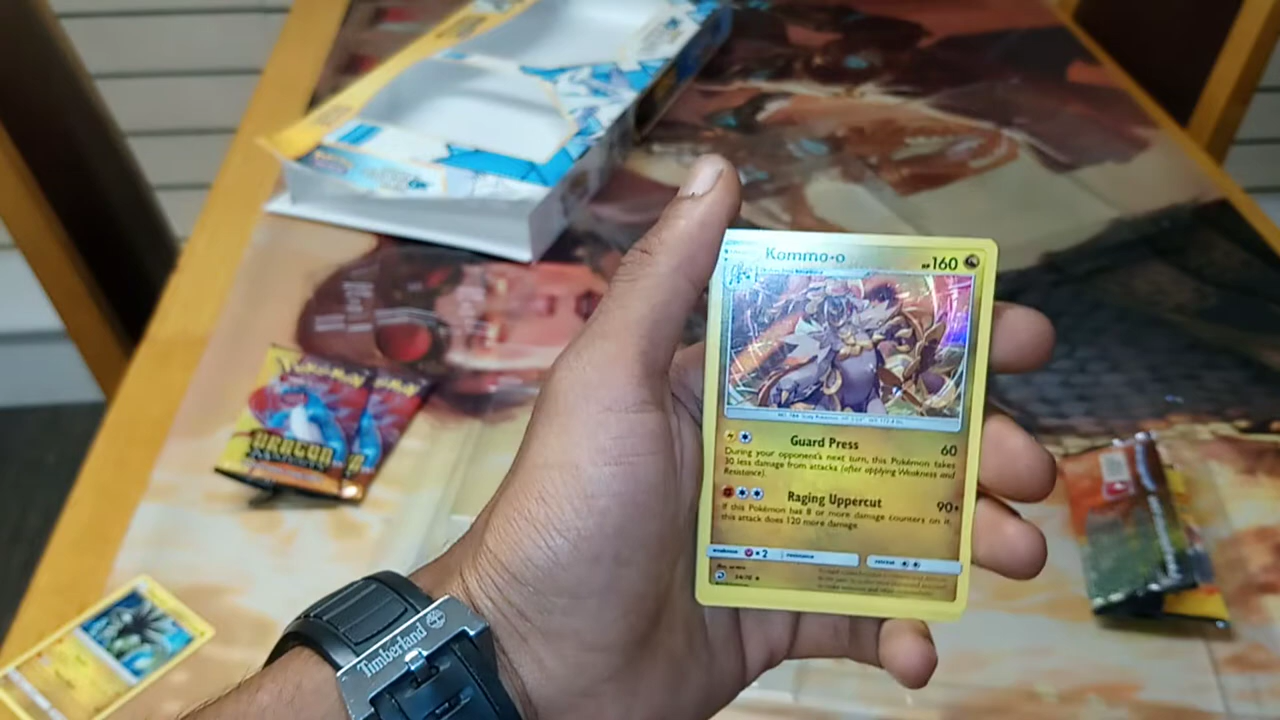 Kommo-o
HP160
Guard Press 60
During your opponent's next turn, this Pokémon takes
30 less damage from attacks (after applying Weakness and
Resistance).
Raging Uppercut 90+
If this Pokémon has 8 or more damage counters on it,
this attack does 120 more damage.
weakness ×2 resistance retreat
Pokémon
DRAGON
Timberland